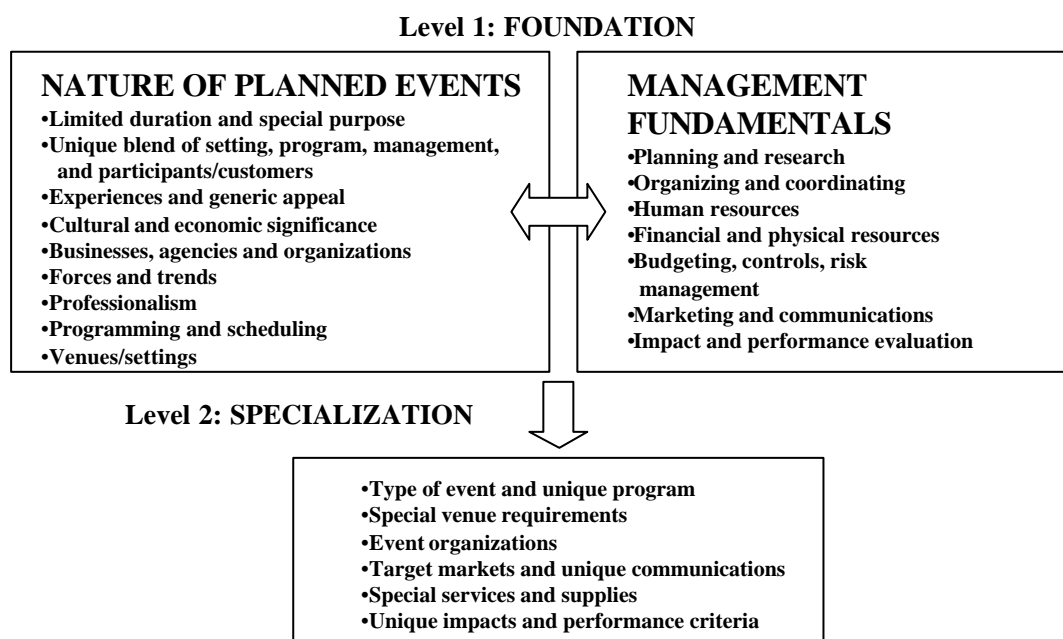 Level 1: FOUNDATION
NATURE OF PLANNED EVENTS
•Limited duration and special purpose
•Unique blend of setting, program, management,
and participants/customers
•Experiences and generic appeal
•Cultural and economic significance
•Businesses, agencies and organizations
•Forces and trends
•Professionalism
•Programming and scheduling
•Venues/settings
MANAGEMENT
FUNDAMENTALS
•Planning and research
•Organizing and coordinating
•Human resources
•Financial and physical resources
•Budgeting, controls, risk
management
•Marketing and communications
•Impact and performance evaluation
Level 2: SPECIALIZATION
•Type of event and unique program
•Special venue requirements
•Event organizations
•Target markets and unique communications
•Special services and supplies
•Unique impacts and performance criteria